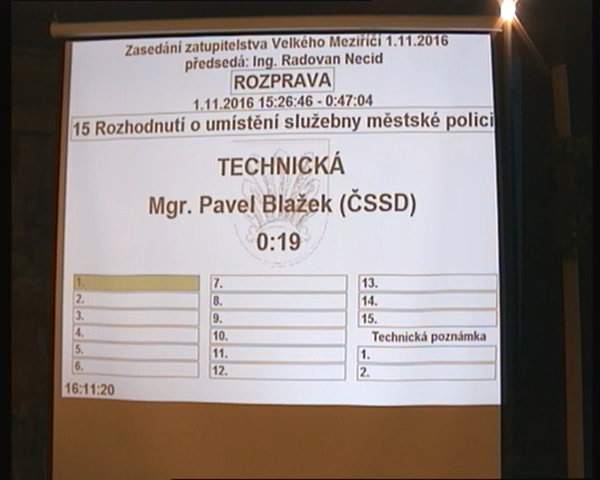 Zasedání zatupitelstva Velkého Meziříčí 1.11.2016
předsedá: Ing. Radovan Necid
ROZPRAVA
1.11.2016 15:26:46 - 0:47:04
15 Rozhodnutí o umístění služebny městské polici
TECHNICKÁ
Mgr. Pavel Blažek (ČSSD)
0:19
1. 7. 13.
2. 8. 14.
3. 9. 15.
4. 10. Technická poznámka
5. 11. 1.
6. 12. 2.
16:11:20